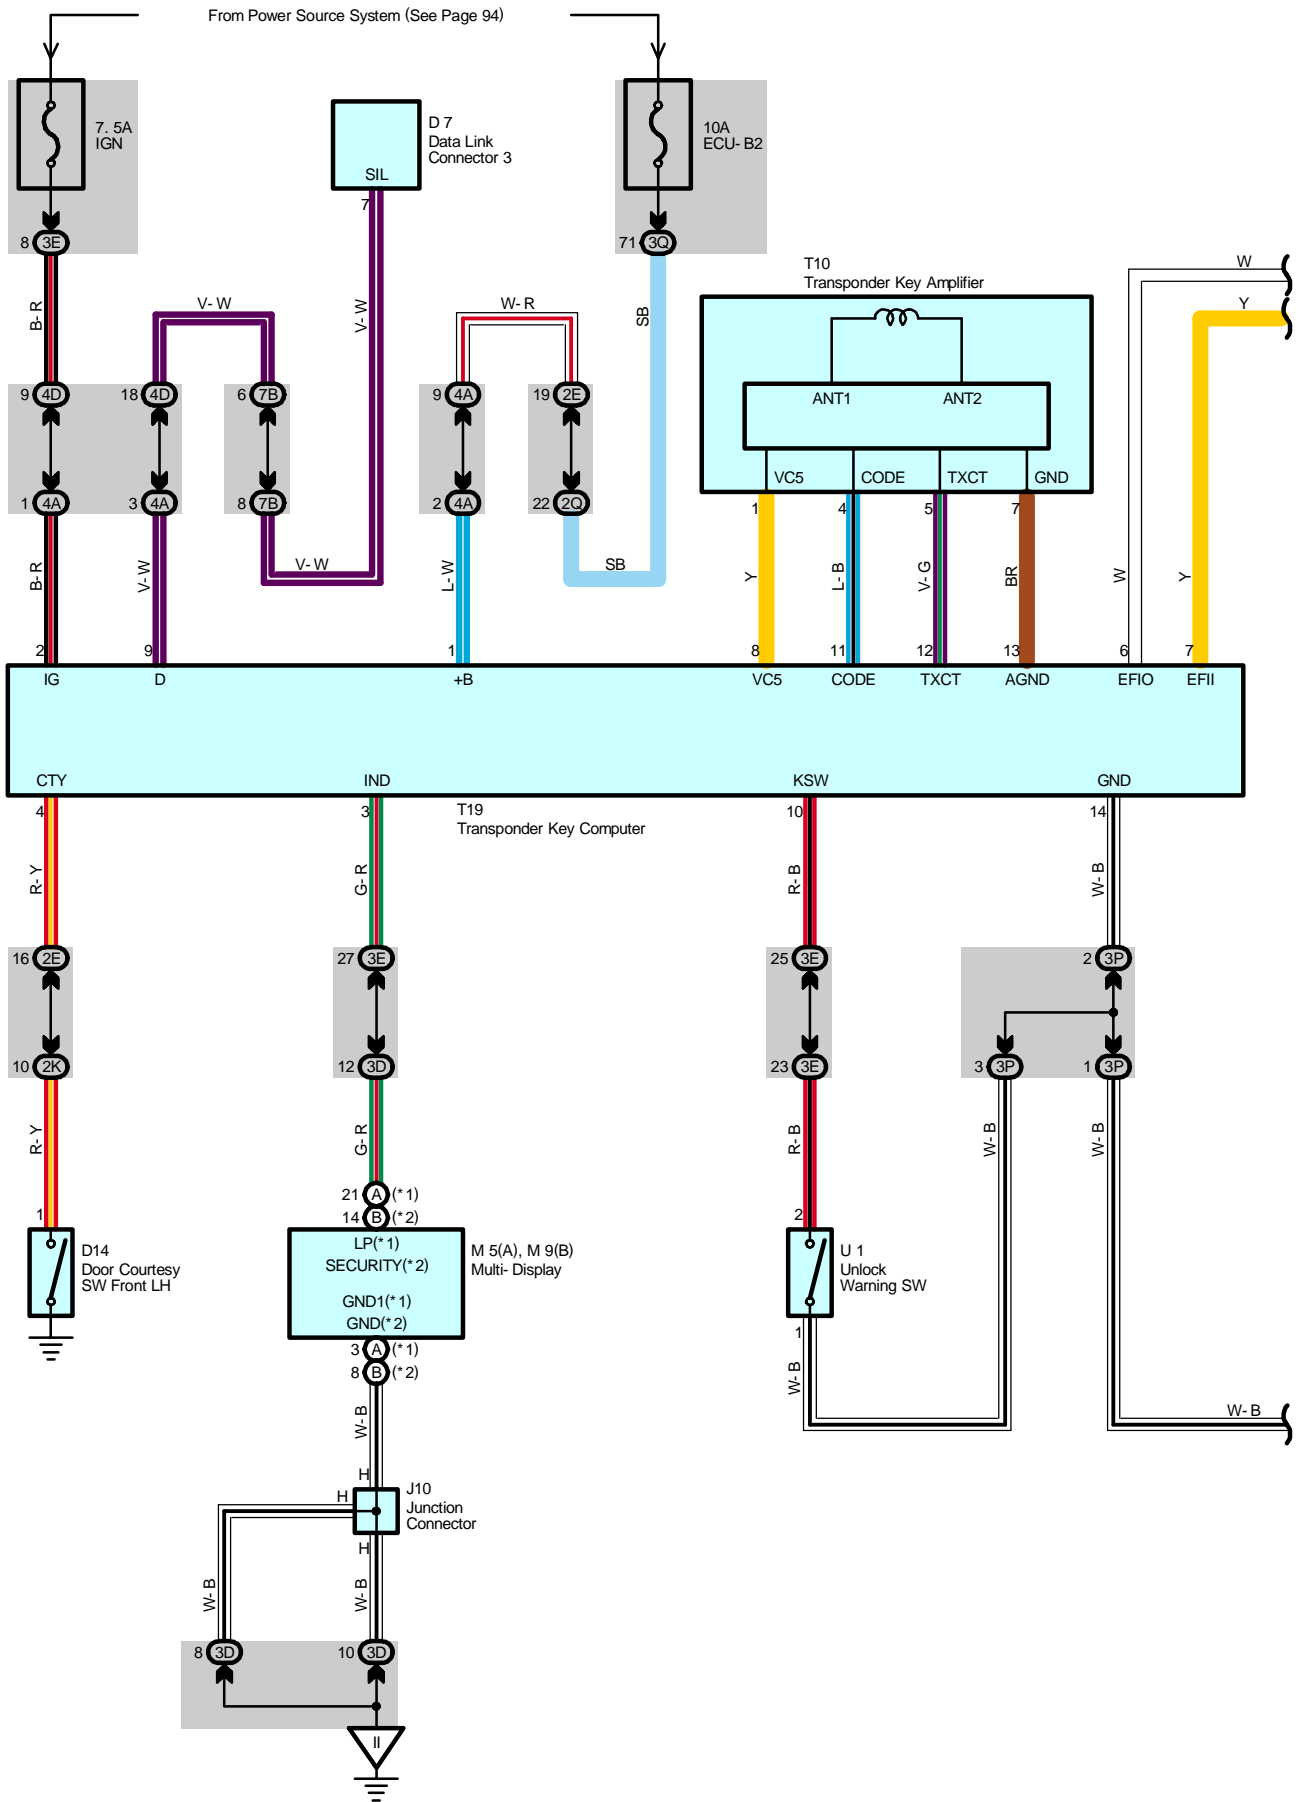 From Power Source System (See Page 94)
7. 5A
IGN
D 7
Data Link
Connector 3
SIL
7
10A
ECU- B2
8 3E
71 3Q
T10
Transponder Key Amplifier
W
Y
B- R
V- W
V- W
W- R
SB
ANT1 ANT2
9 4D
18 4D
6 7B
9 4A
19 2E
VC5 CODE TXCT GND
1 4A
3 4A
8 7B
2 4A
22 2Q
1 4 5 7
B- R
V- W
V- W
L- W
SB
Y
L- B
V- G
BR
W
Y
2 9 1 8 11 12 13 6 7
IG D +B VC5 CODE TXCT AGND EFIO EFII
CTY IND KSW GND
4 3 10 14
T19
Transponder Key Computer
R- Y
G- R
R- B
W- B
16 2E
27 3E
25 3E
2 3P
10 2K
12 3D
23 3E
3 3P
1 3P
R- Y
G- R
R- B
W- B
W- B
21 A (*1)
14 B (*2)
1
2
LP(*1)
SECURITY(*2)
GND1(*1)
GND(*2)
M 5(A), M 9(B)
Multi- Display
D14
Door Courtesy
SW Front LH
U 1
Unlock
Warning SW
3 A (*1)
8 B (*2)
1
W- B
W- B
W- B
H
J10
Junction
Connector
H
H
W- B
W- B
8 3D
10 3D
II